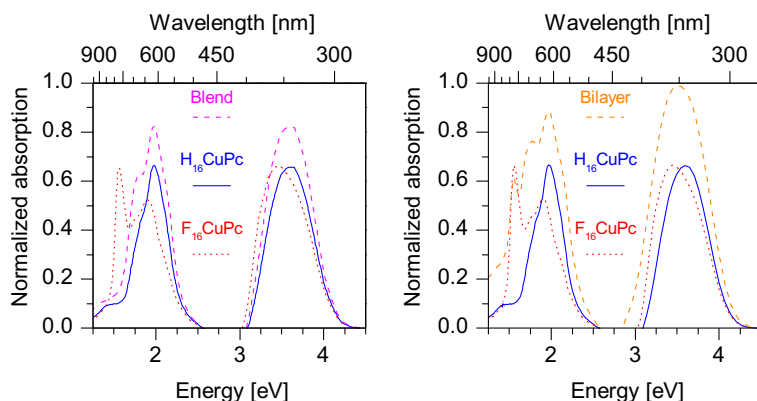 Wavelength [nm]
900 600 450 300
Normalized absorption
1.0
0.8
0.6
0.4
0.2
0.0
Blend
H16CuPc
F16CuPc
2 3 4
Energy [eV]
Wavelength [nm]
900 600 450 300
Normalized absorption
1.0
0.8
0.6
0.4
0.2
0.0
Bilayer
H16CuPc
F16CuPc
2 3 4
Energy [eV]